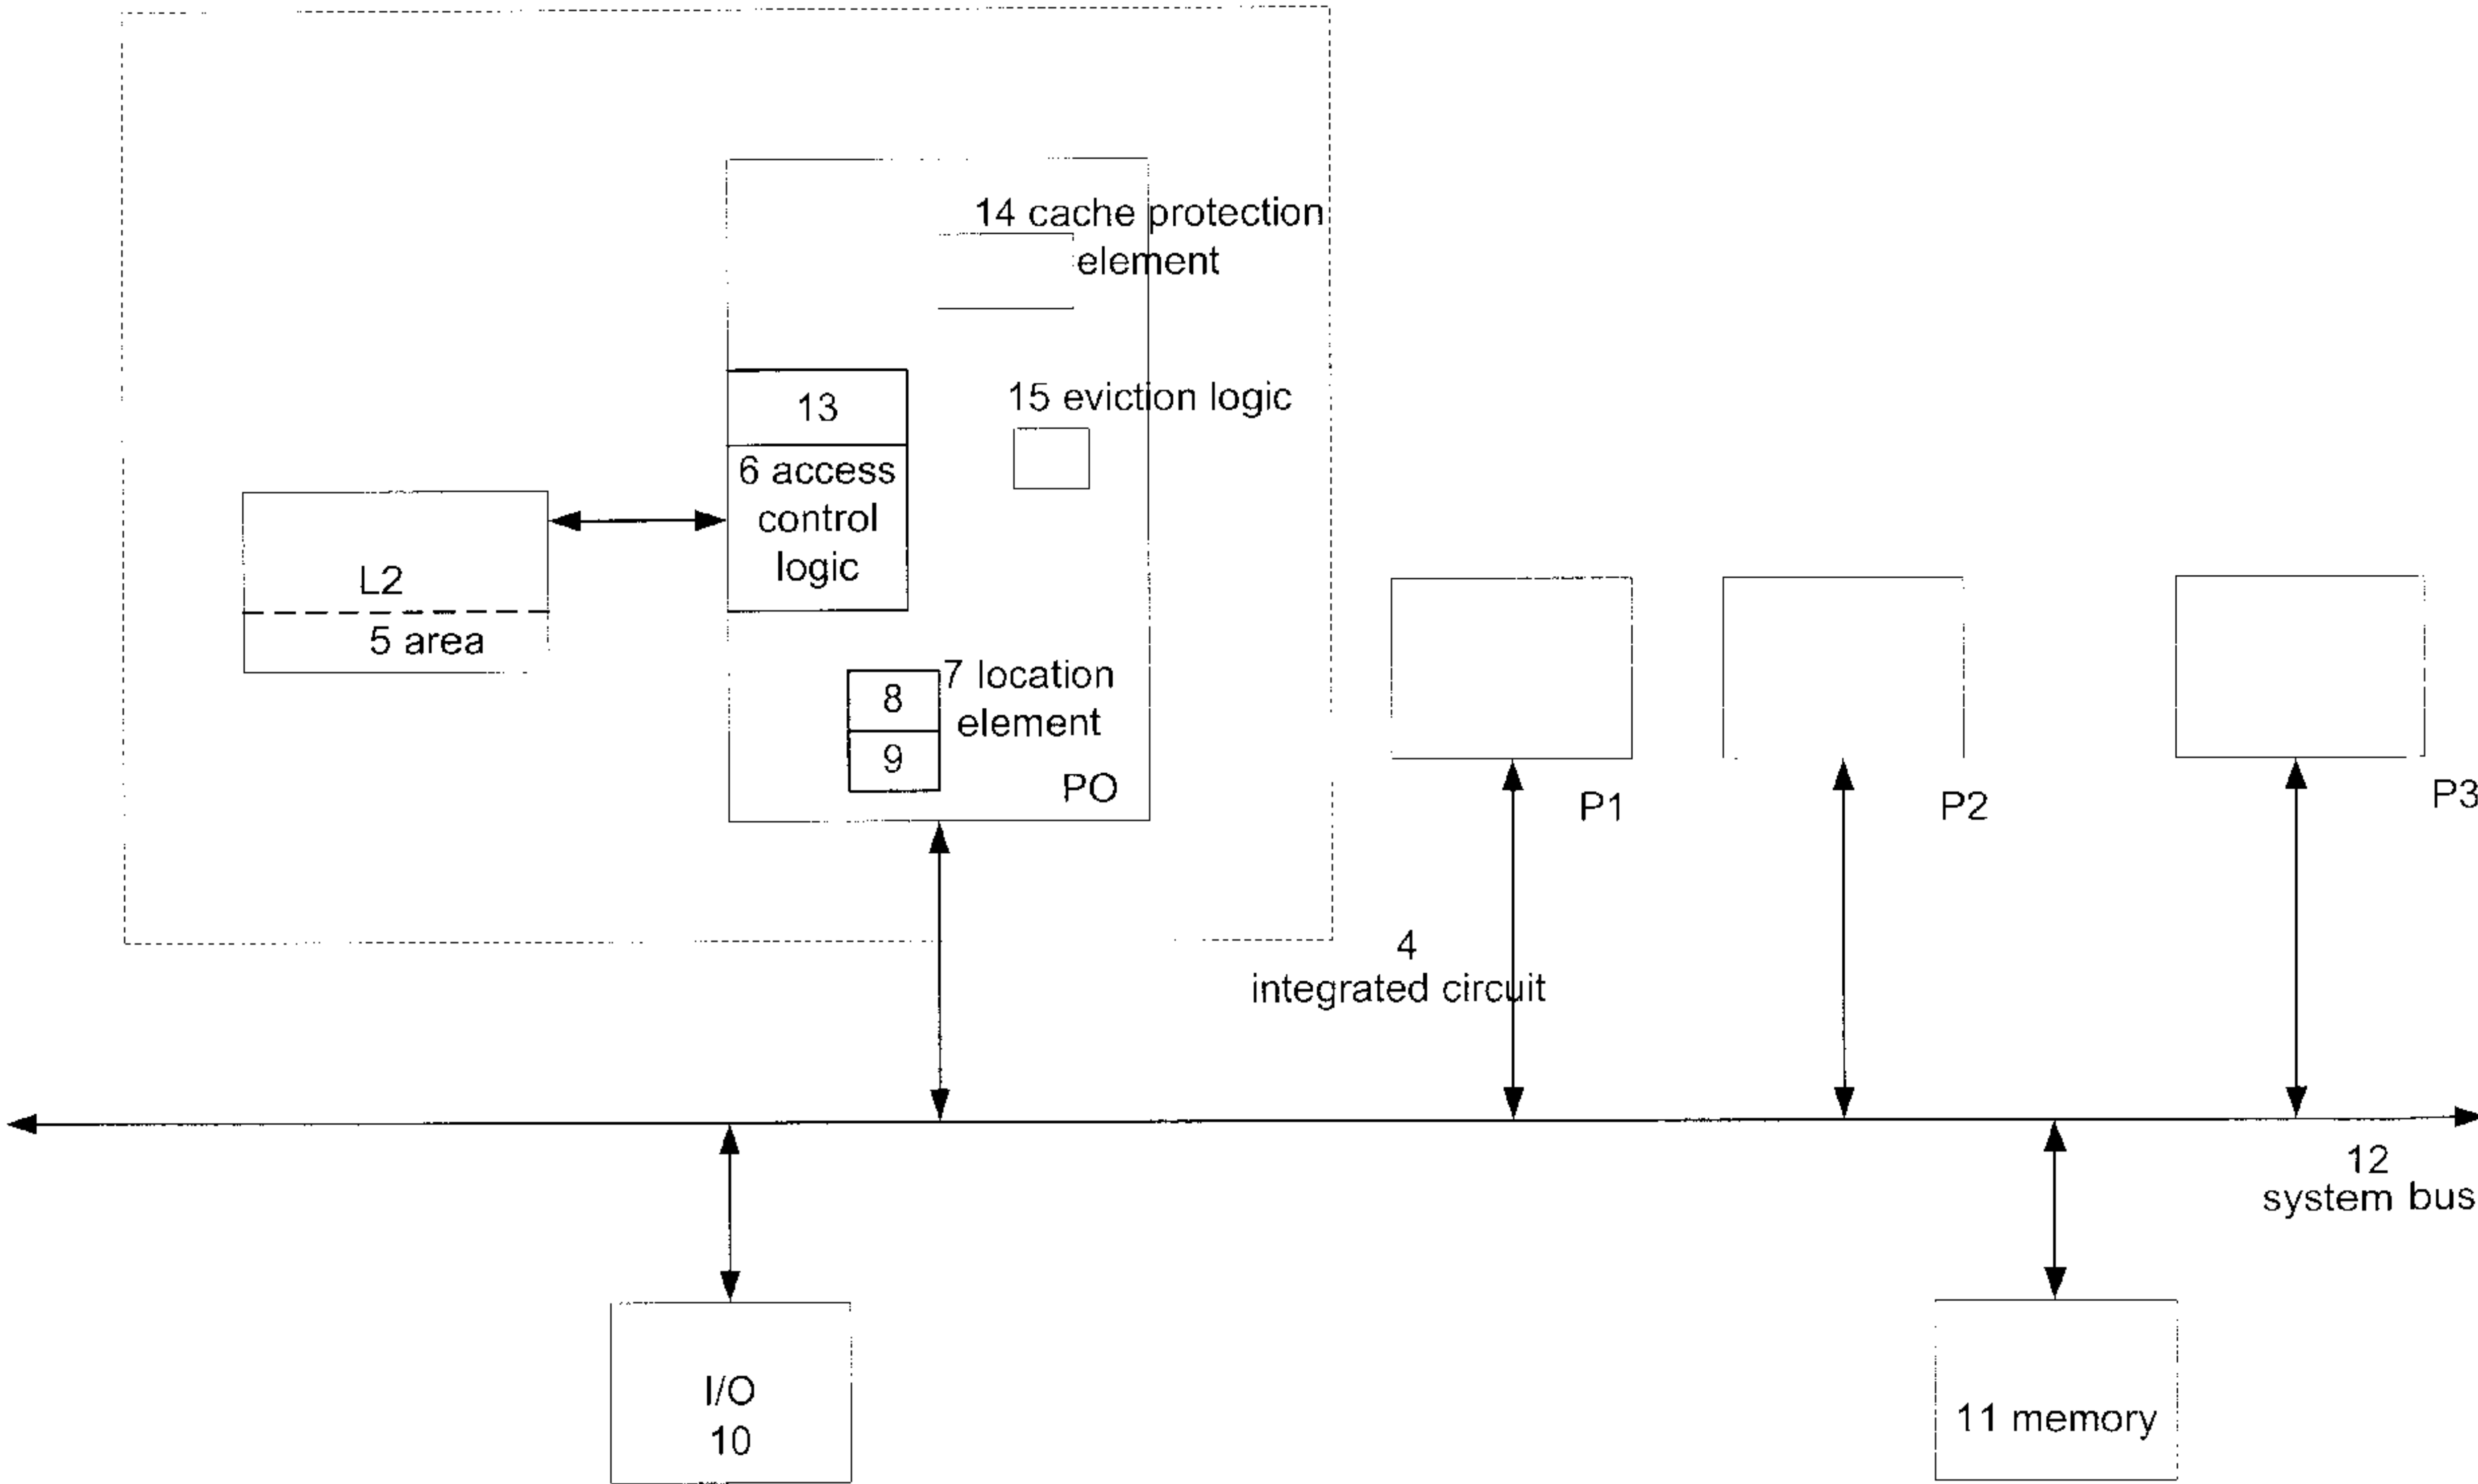 14 cache protection
element
13
15 eviction logic
6 access
control
logic
L2
5 area
7 location
element
8
9
PO
P1
P2
P3
4
integrated circuit
12
system bus
I/O
10
11 memory